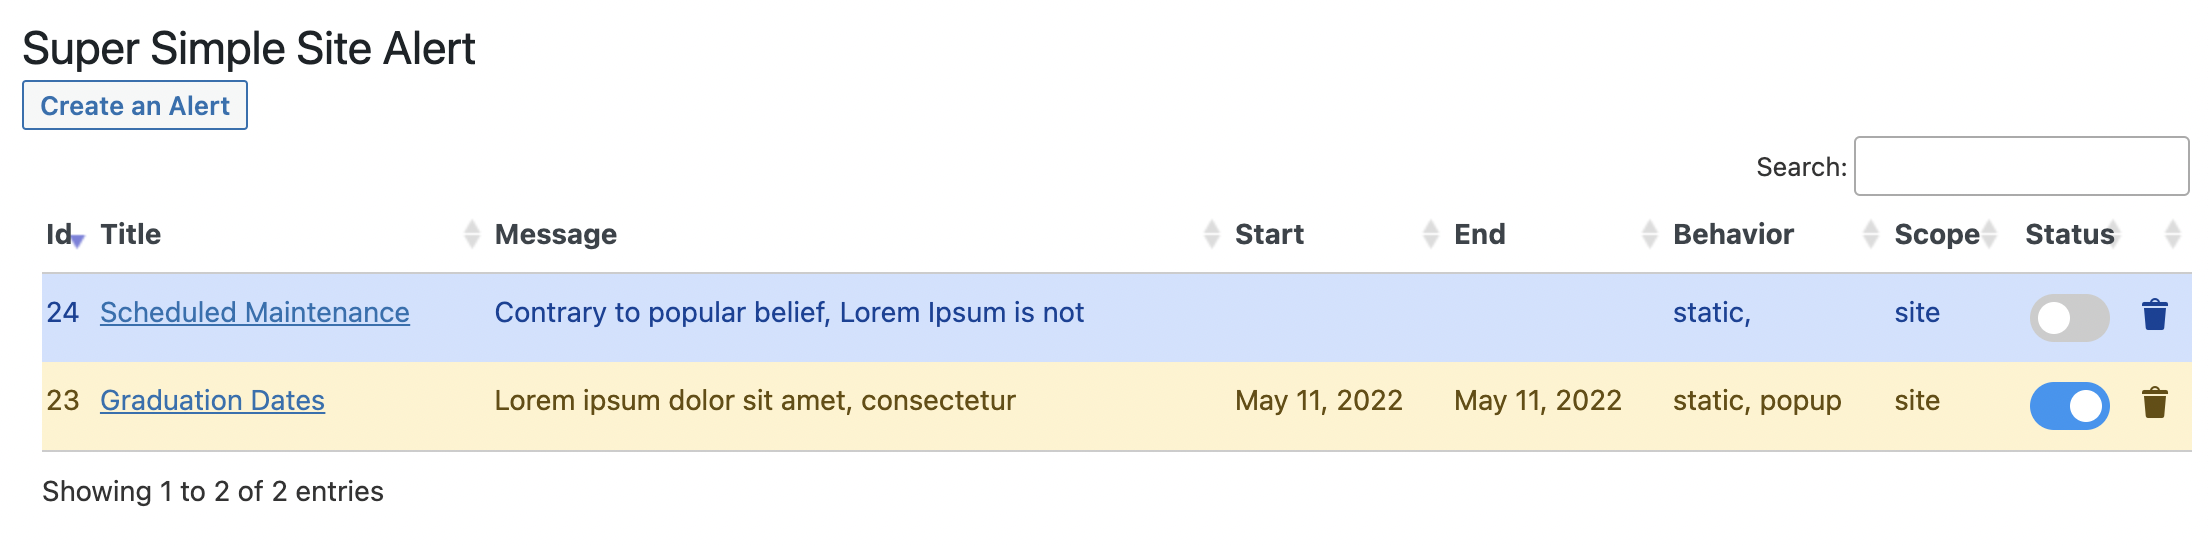 Super Simple Site Alert
Create an Alert
Search:
Id Title Message Start End Behavior Scope Status
24 Scheduled Maintenance Contrary to popular belief, Lorem Ipsum is not static, site
23 Graduation Dates Lorem ipsum dolor sit amet, consectetur May 11, 2022 May 11, 2022 static, popup site
Showing 1 to 2 of 2 entries